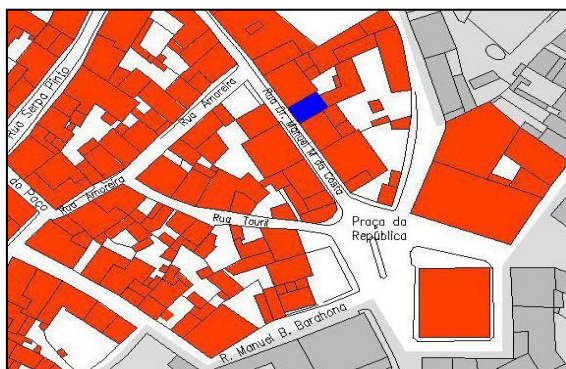 Rua Serpa Pinto
Rua Amoreira
Rua Dr. Manuel M da Costa
do Paço
Rua Amoreira
Rua Touril
Praça da
República
R. Manuel B. Barahona